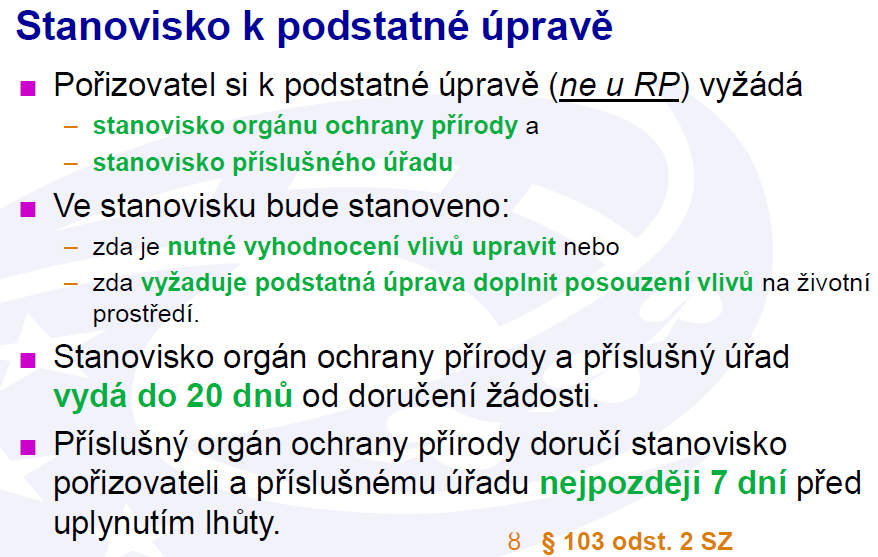 Stanovisko k podstatné úpravě
■ Pořizovatel si k podstatné úpravě (ne u RP) vyžádá
– stanovisko orgánu ochrany přírody a
– stanovisko příslušného úřadu
■ Ve stanovisku bude stanoveno:
– zda je nutné vyhodnocení vlivů upravit nebo
– zda vyžaduje podstatná úprava doplnit posouzení vlivů na životní
prostředí.
■ Stanovisko orgán ochrany přírody a příslušný úřad
vydá do 20 dnů od doručení žádosti.
■ Příslušný orgán ochrany přírody doručí stanovisko
pořizovateli a příslušnému úřadu nejpozději 7 dní před
uplynutím lhůty.
8 § 103 odst. 2 SZ